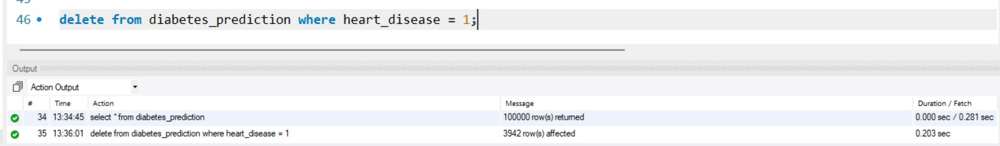 46 delete from diabetes_prediction where heart_disease = 1;
Output
Action Output
# Time Action Message Duration / Fetch
34 13:34:45 select * from diabetes_prediction 100000 row(s) returned 0.000 sec / 0.281 sec
35 13:36:01 delete from diabetes_prediction where heart_disease = 1 3942 row(s) affected 0.203 sec